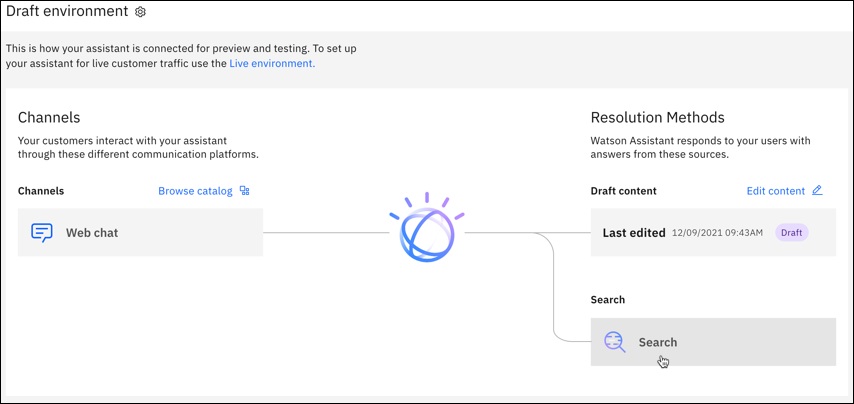 Draft environment
This is how your assistant is connected for preview and testing. To set up
your assistant for live customer traffic use the Live environment.
Channels
Your customers interact with your assistant
through these different communication platforms.
Channels
Browse catalog
Web chat
Resolution Methods
Watson Assistant responds to your users with
answers from these sources.
Draft content
Edit content
Last edited 12/09/2021 09:43AM Draft
Search
Search